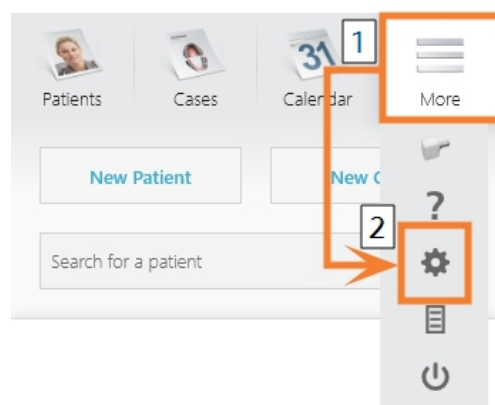 31
1
Patients
Cases
Calendar
More
New Patient
New
?
2
Search for a patient